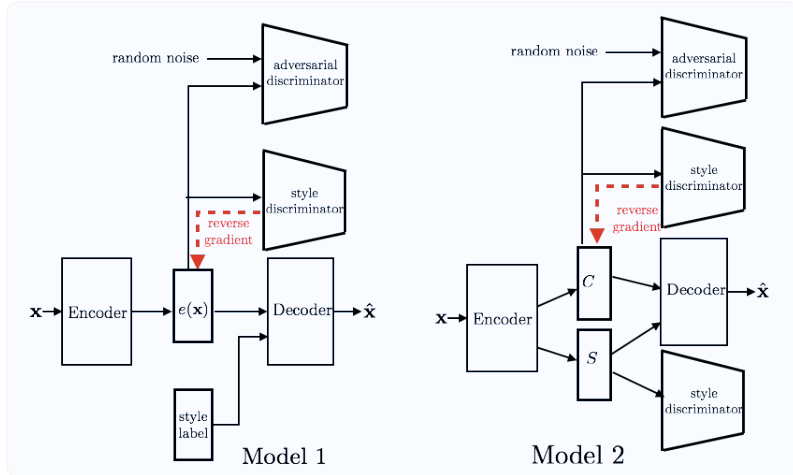 random noise
adversarial
discriminator
style
discriminator
reverse
gradient
x
Encoder
e(x)
Decoder
x̂
style
label
Model 1
random noise
adversarial
discriminator
style
discriminator
reverse
gradient
x
Encoder
C
S
Decoder
x̂
style
discriminator
Model 2